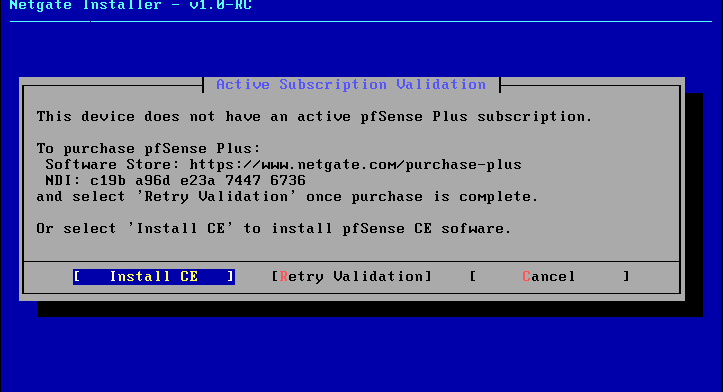 Netgate Installer - v1.0-RC
Active Subscription Validation
This device does not have an active pfSense Plus subscription.
To purchase pfSense Plus:
Software Store: https://www.netgate.com/purchase-plus
NDI: c19b a96d e23a 7447 6736
and select 'Retry Validation' once purchase is complete.
Or select 'Install CE' to install pfSense CE sofware.
[ Install CE ] [Retry Validation] [ Cancel ]